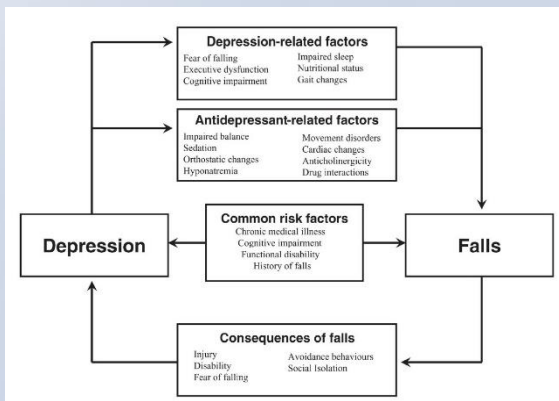 Depression-related factors
Fear of falling
Executive dysfunction
Cognitive impairment
Impaired sleep
Nutritional status
Gait changes
Antidepressant-related factors
Impaired balance
Sedation
Orthostatic changes
Hyponatremia
Movement disorders
Cardiac changes
Anticholinergicity
Drug interactions
Depression
Common risk factors
Chronic medical illness
Cognitive impairment
Functional disability
History of falls
Falls
Consequences of falls
Injury
Disability
Fear of falling
Avoidance behaviours
Social Isolation